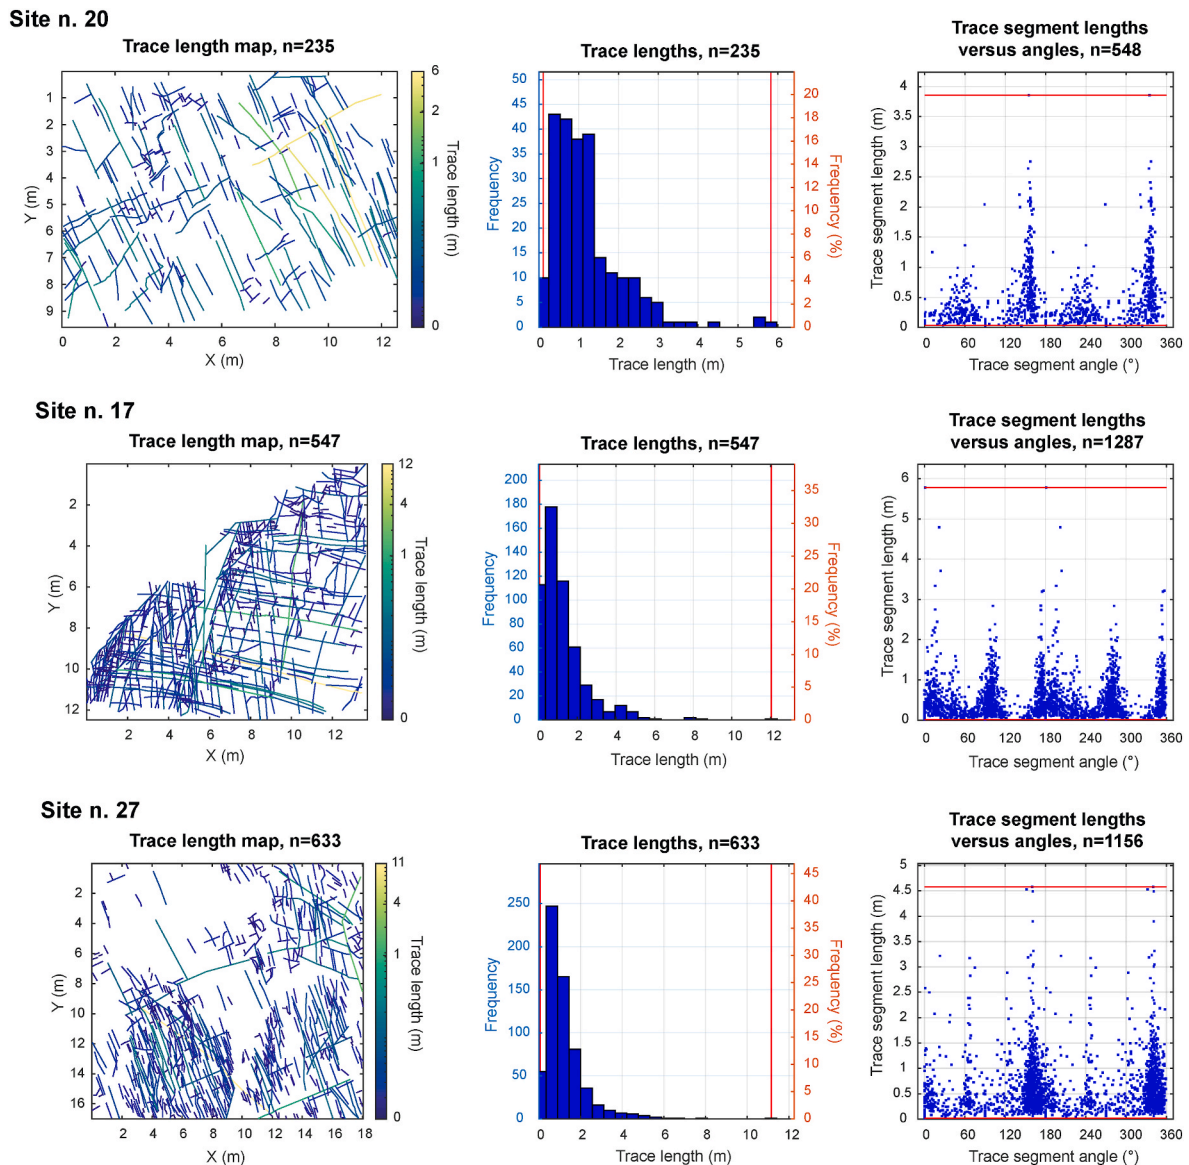 Site n. 20
Trace length map, n=235
Trace lengths, n=235
Trace segment lengths
versus angles, n=548
1
2
3
4
5
6
7
8
9
Y (m)
0 2 4 6 8 10 12
X (m)
6
2
1
0
Trace length (m)
50
45
40
35
30
25
20
15
10
5
0
Frequency
0 1 2 3 4 5 6
Trace length (m)
20
18
16
14
12
10
8
6
4
2
0
Frequency (%)
4
3.5
3
2.5
2
1.5
1
0.5
0
Trace segment length (m)
0 60 120 180 240 300 360
Trace segment angle (°)
Site n. 17
Trace length map, n=547
Trace lengths, n=547
Trace segment lengths
versus angles, n=1287
2
4
6
8
10
12
Y (m)
2 4 6 8 10 12
X (m)
12
4
1
0
Trace length (m)
200
180
160
140
120
100
80
60
40
20
0
Frequency
0 2 4 6 8 10 12
Trace length (m)
35
30
25
20
15
10
5
0
Frequency (%)
6
5
4
3
2
1
0
Trace segment length (m)
0 60 120 180 240 300 360
Trace segment angle (°)
Site n. 27
Trace length map, n=633
Trace lengths, n=633
Trace segment lengths
versus angles, n=1156
2
4
6
8
10
12
14
16
Y (m)
2 4 6 8 10 12 14 16 18
X (m)
11
4
1
0
Trace length (m)
250
200
150
100
50
0
Frequency
0 2 4 6 8 10 12
Trace length (m)
45
40
35
30
25
20
15
10
5
0
Frequency (%)
5
4.5
4
3.5
3
2.5
2
1.5
1
0.5
0
Trace segment length (m)
0 60 120 180 240 300 360
Trace segment angle (°)